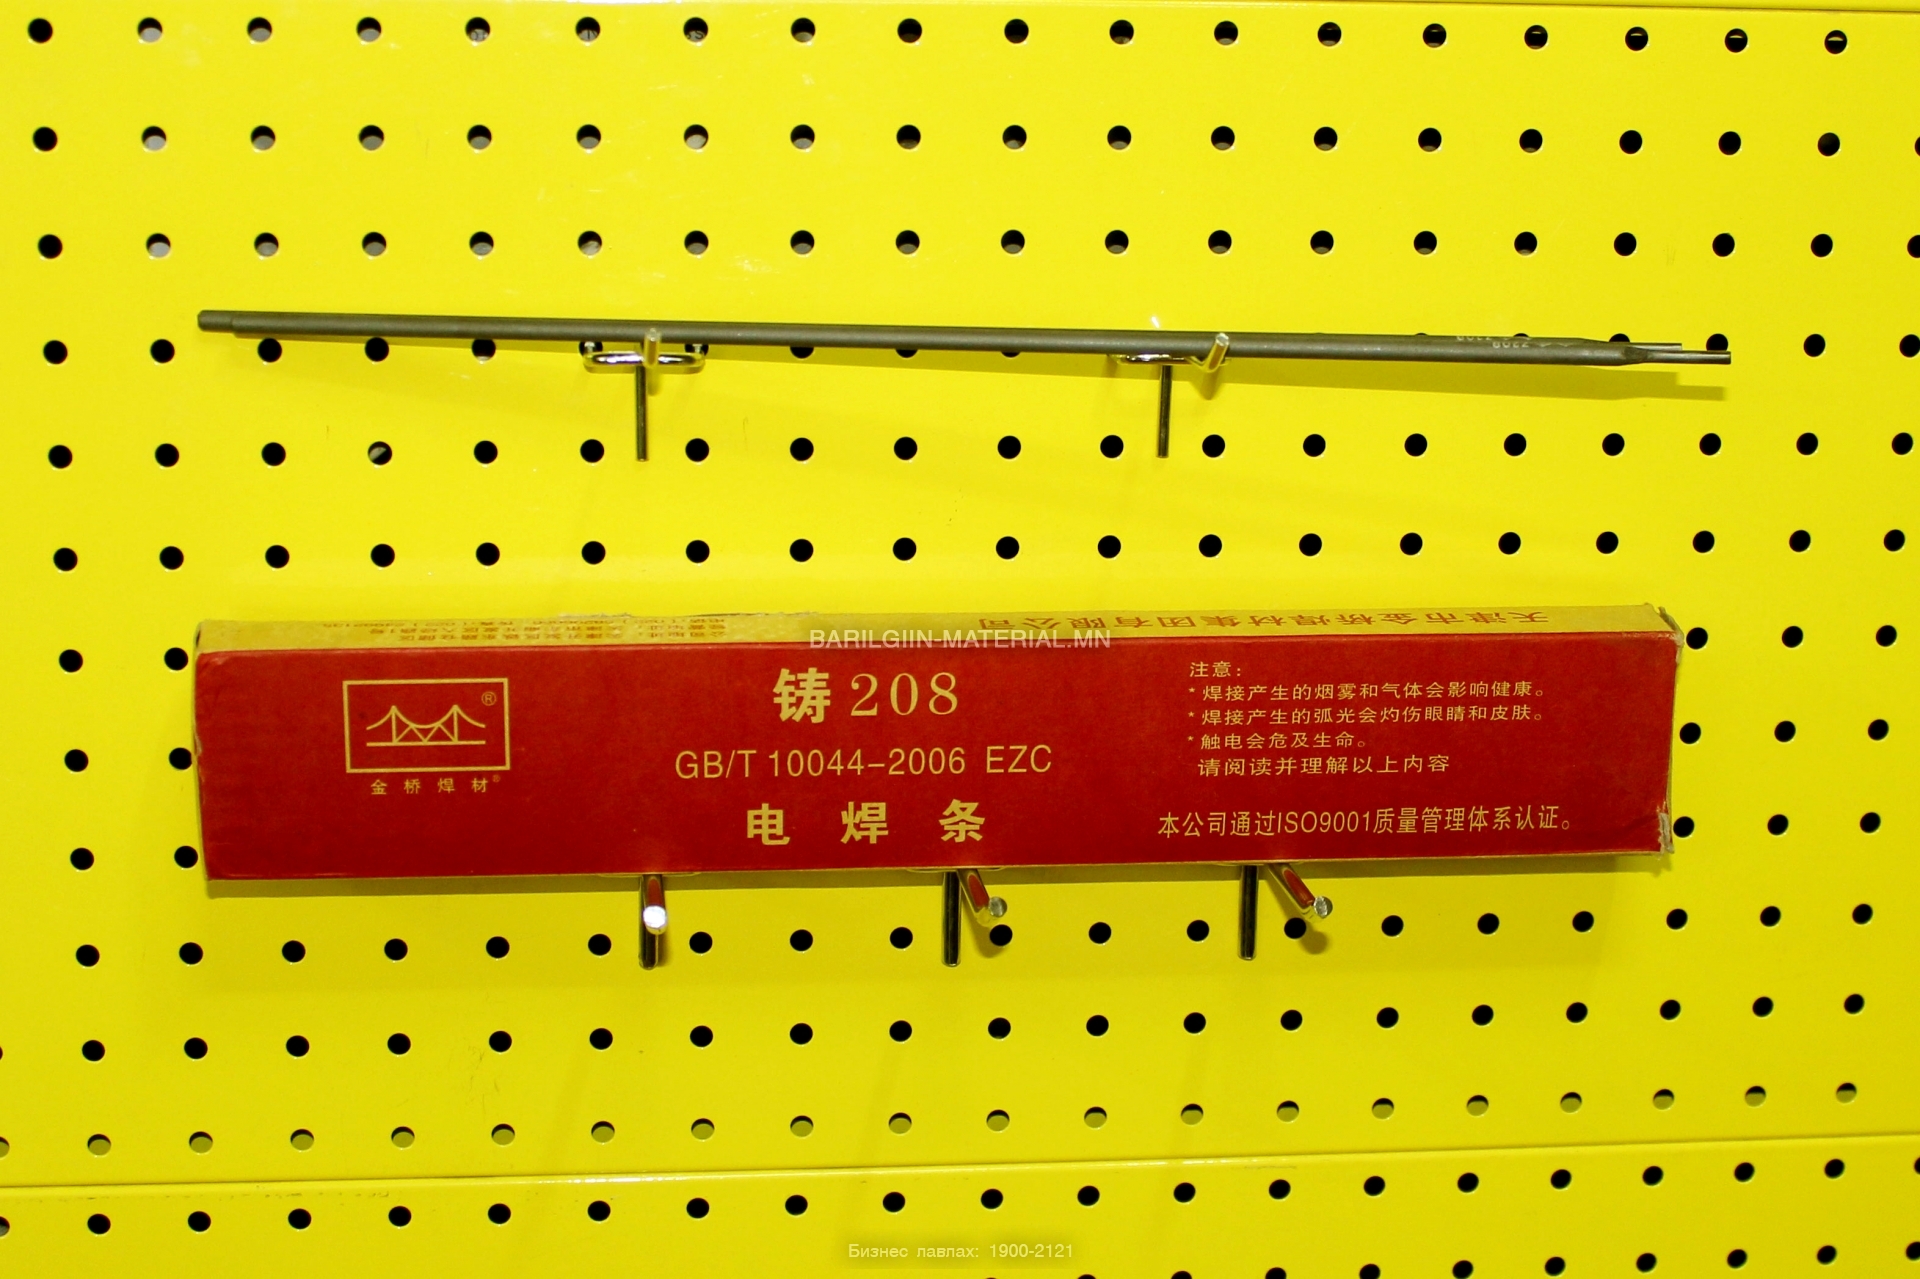 Z208
天津市金桥焊材集团有限公司
BARILGIIN-MATERIAL.MN
®
金桥焊材®
铸208
GB/T 10044-2006 EZC
电焊条
注意：
* 焊接产生的烟雾和气体会影响健康。
* 焊接产生的弧光会灼伤眼睛和皮肤。
* 触电会危及生命。
请阅读并理解以上内容
本公司通过ISO9001质量管理体系认证。
Бизнес лавлах: 1900-2121